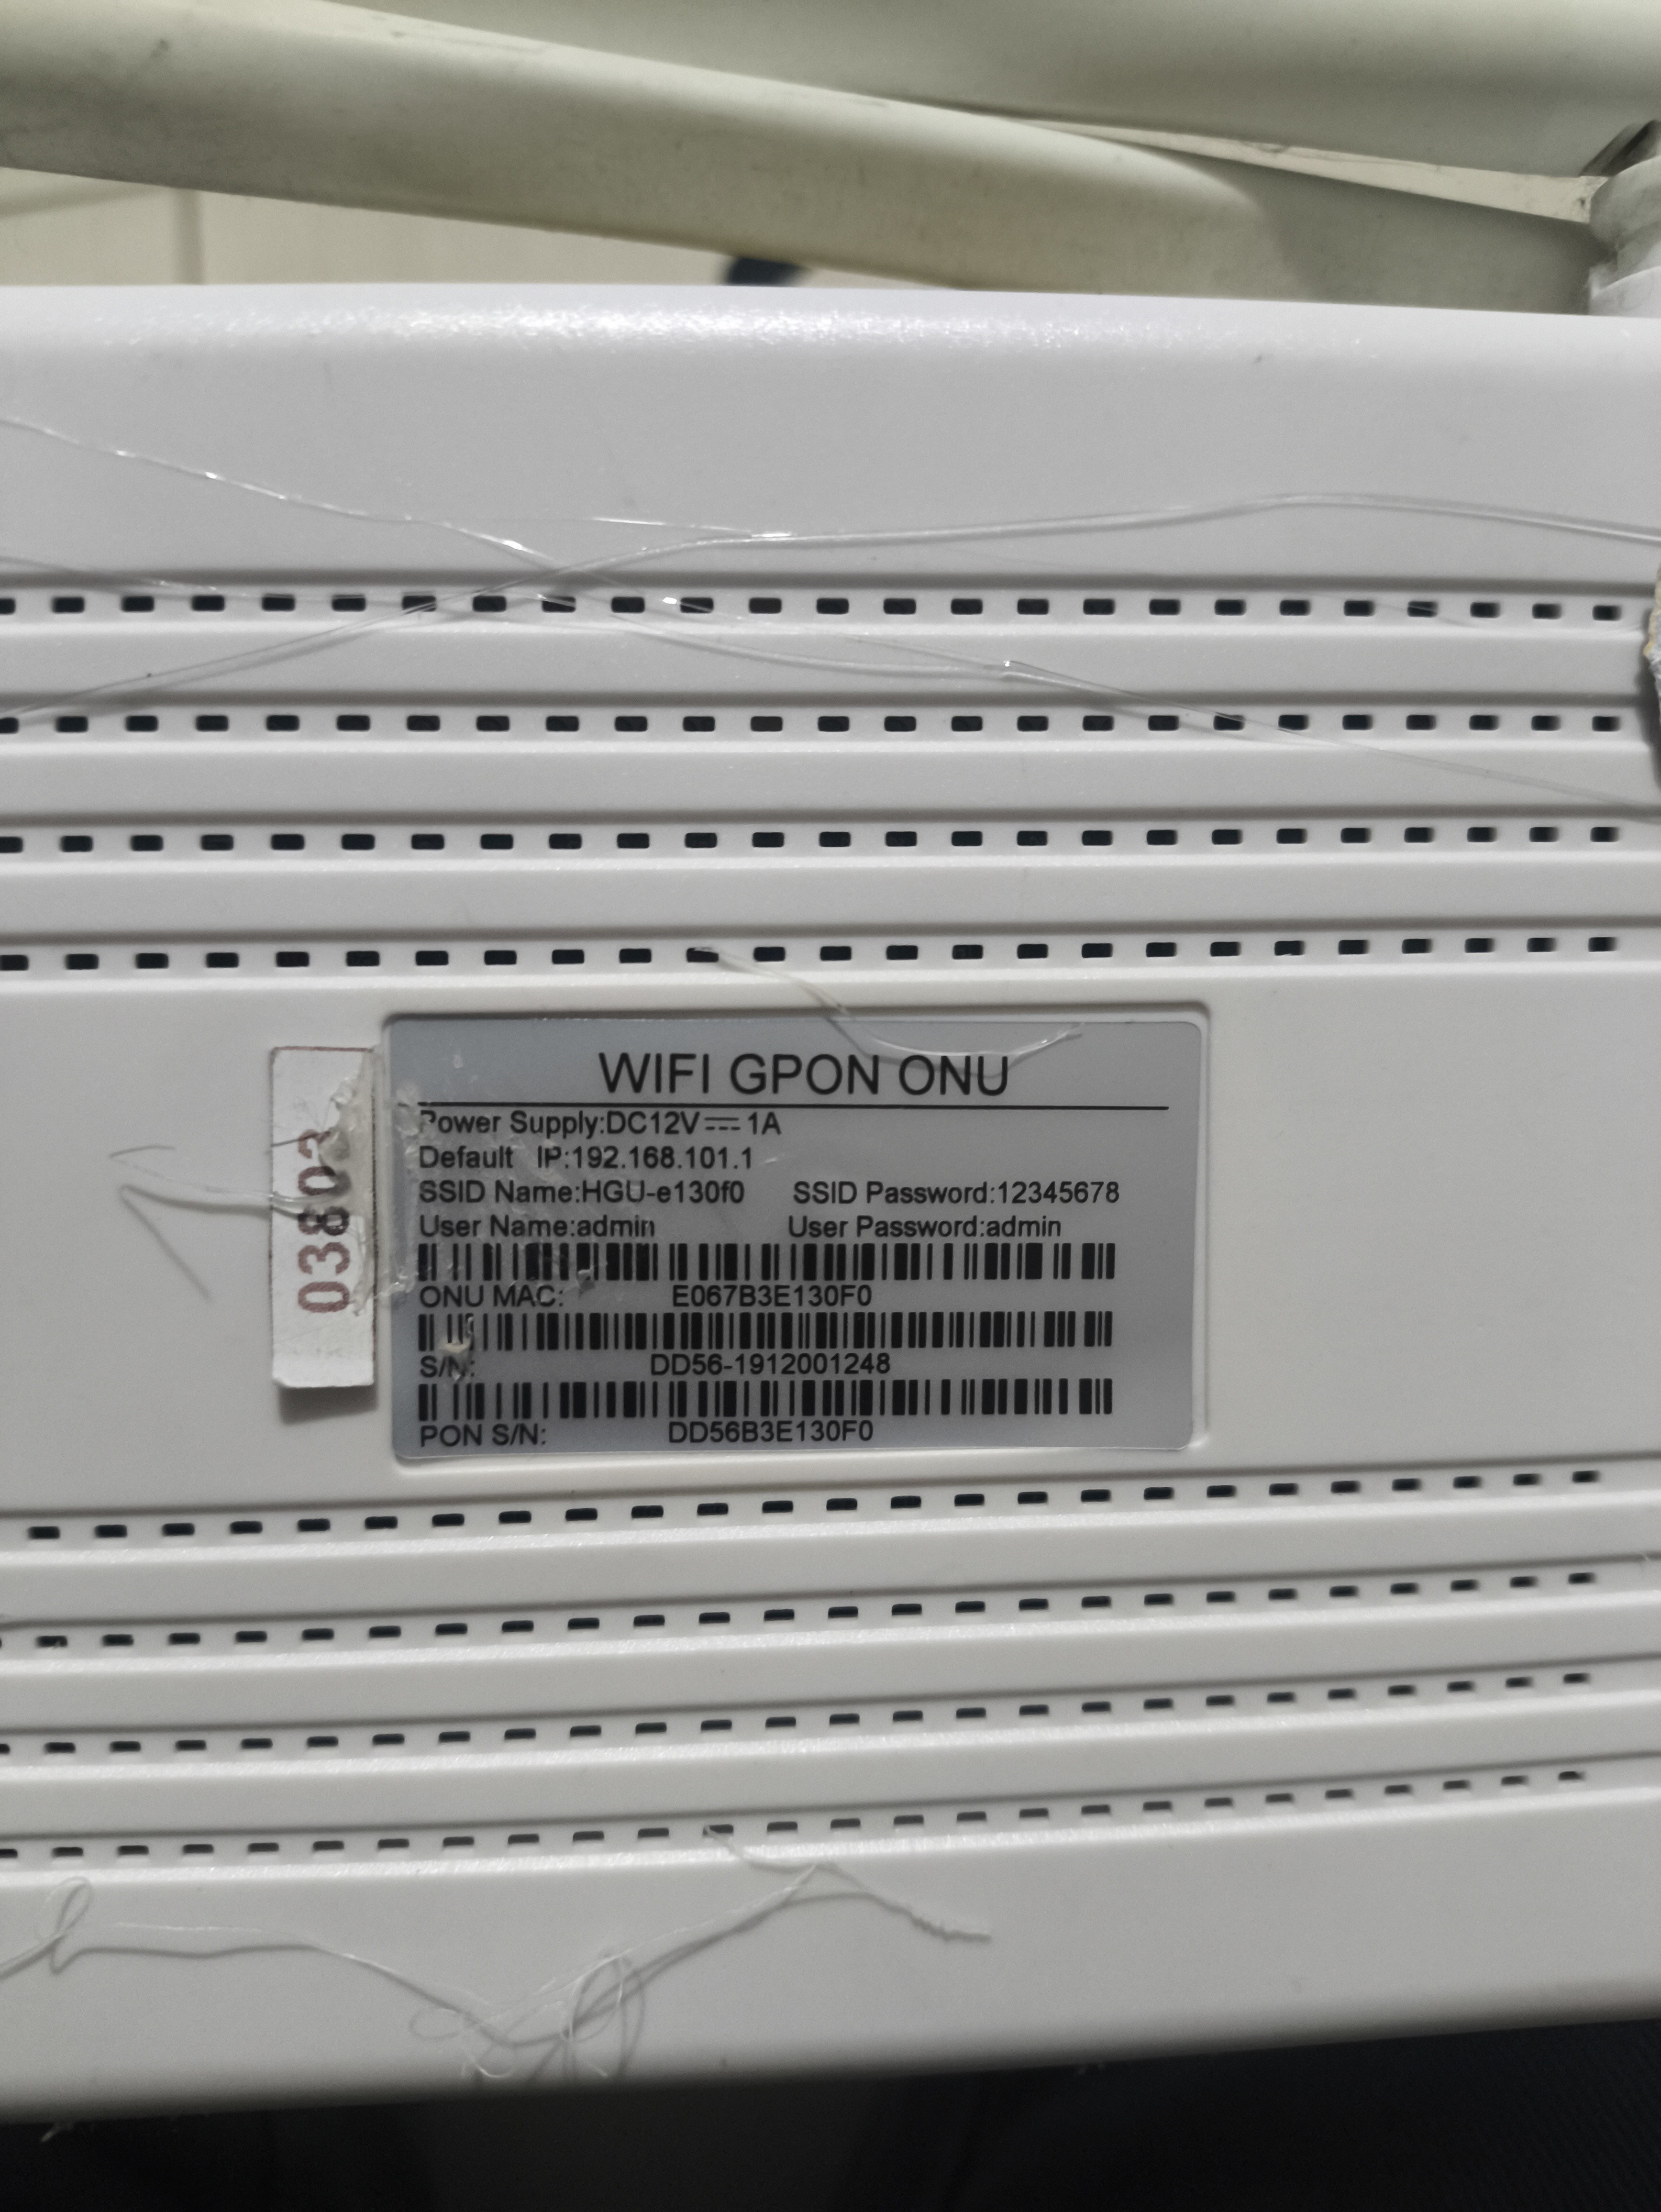 WIFI GPON ONU
Power Supply:DC12V⎓1A
Default IP:192.168.101.1
SSID Name:HGU-e130f0 SSID Password:12345678
User Name:admin User Password:admin
ONU MAC: E067B3E130F0
S/N: DD56-1912001248
PON S/N: DD56B3E130F0
03803